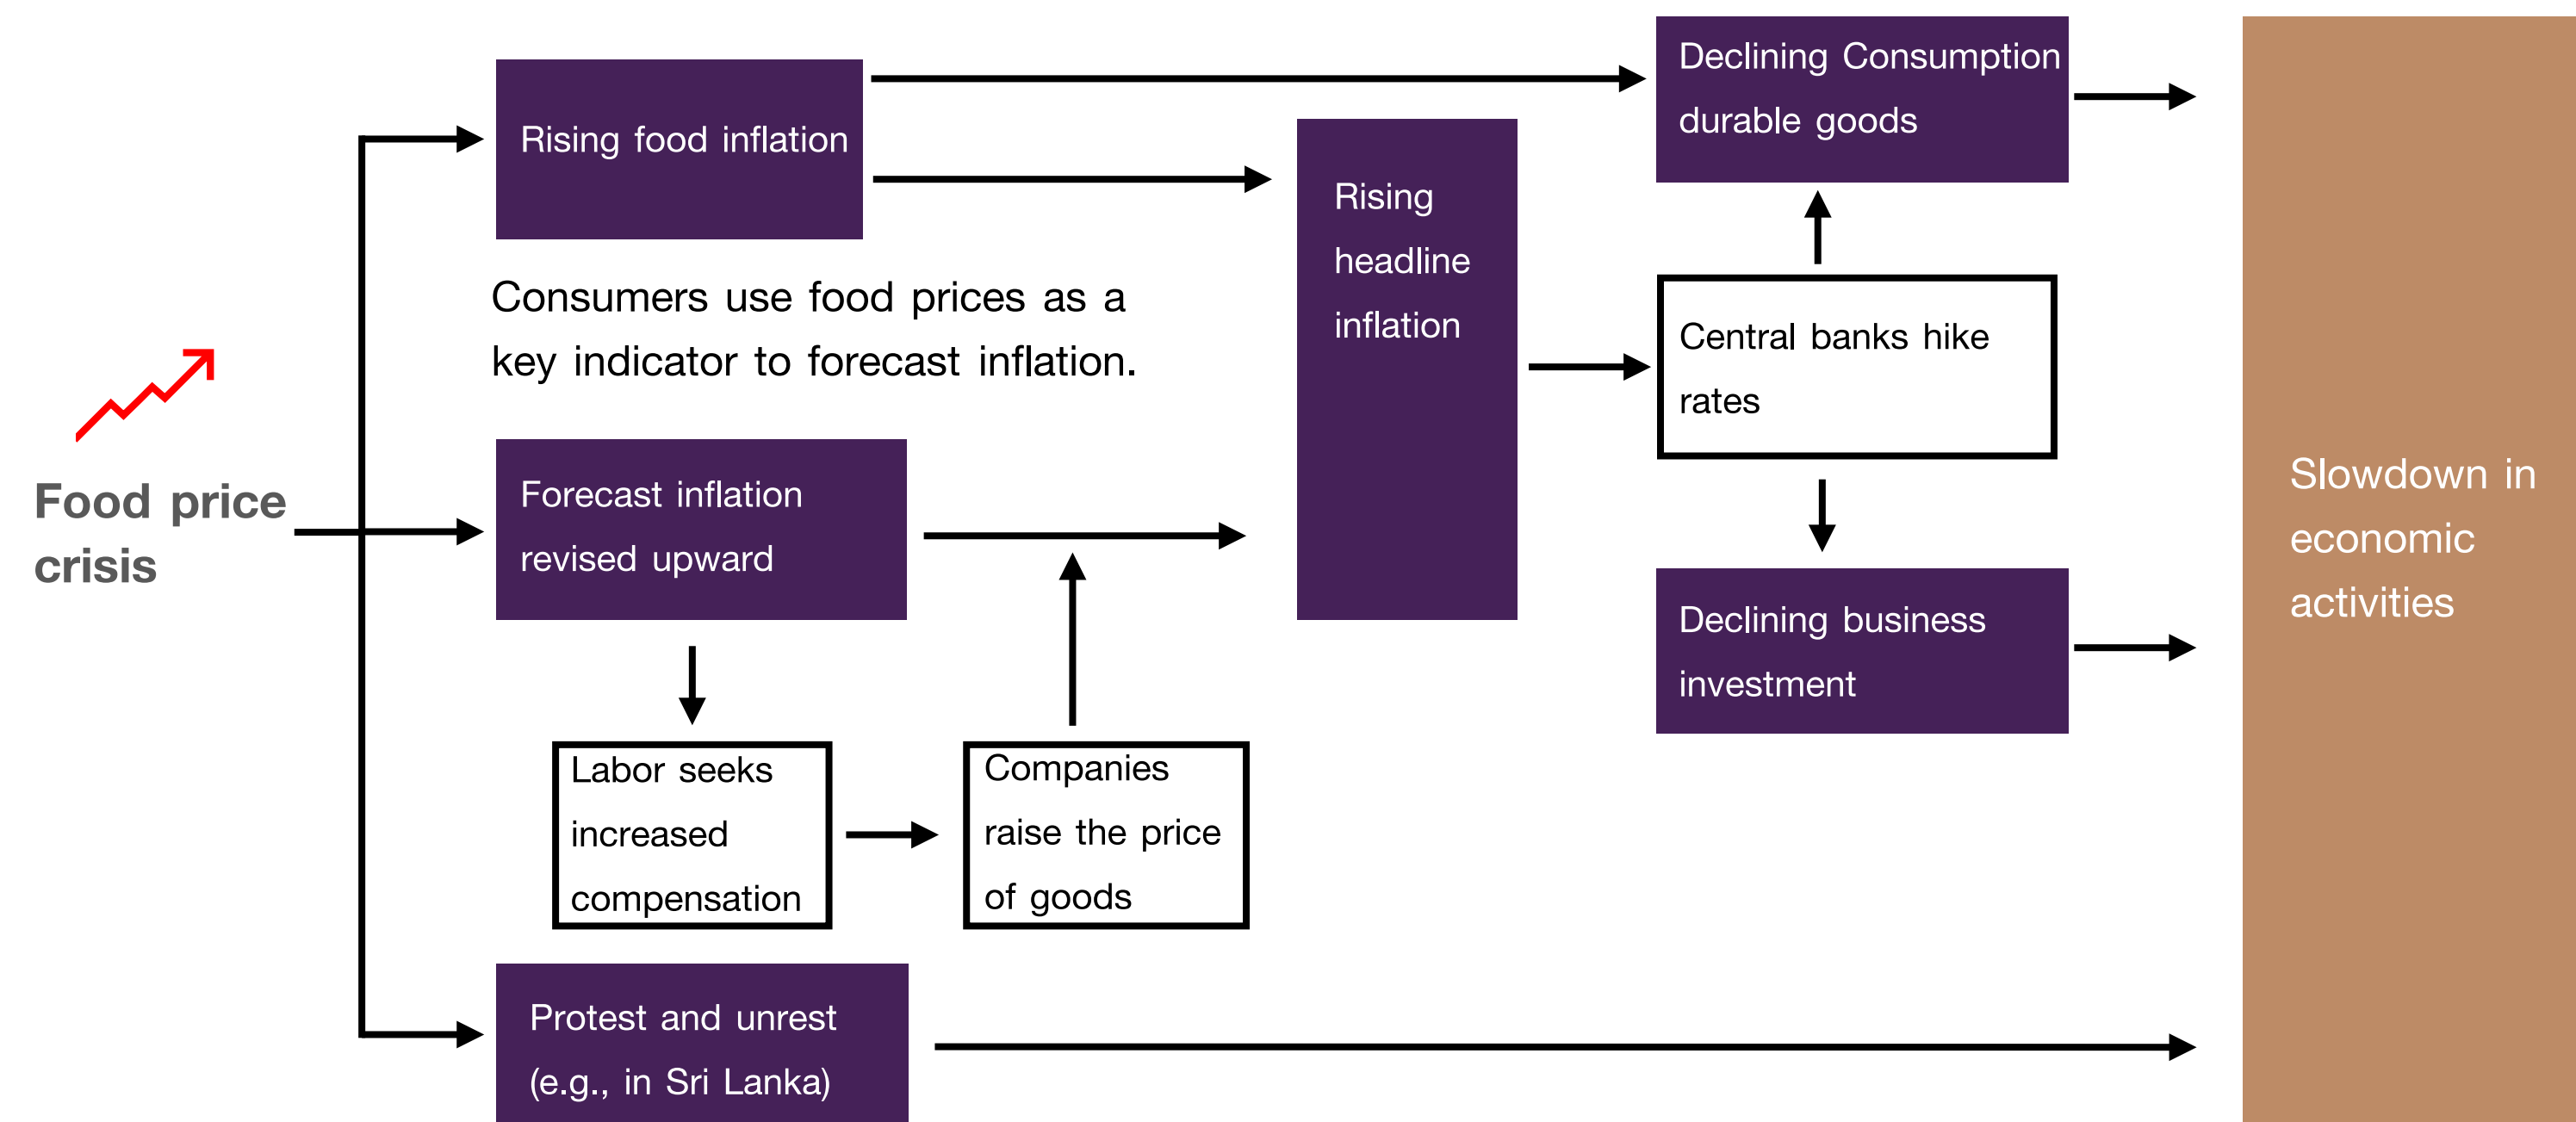 Food price
crisis
Rising food inflation
Consumers use food prices as a
key indicator to forecast inflation.
Forecast inflation
revised upward
Labor seeks
increased
compensation
Companies
raise the price
of goods
Protest and unrest
(e.g., in Sri Lanka)
Rising
headline
inflation
Declining Consumption
durable goods
Central banks hike
rates
Declining business
investment
Slowdown in
economic
activities